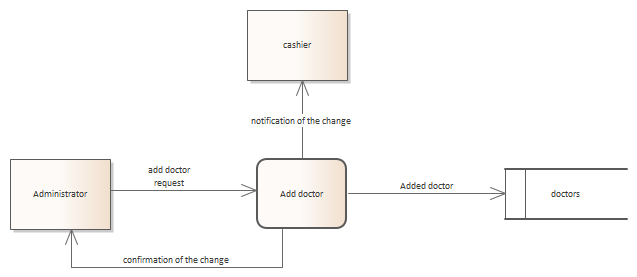 cashier
notification of the change
add doctor
request
Administrator
Add doctor
Added doctor
doctors
confirmation of the change